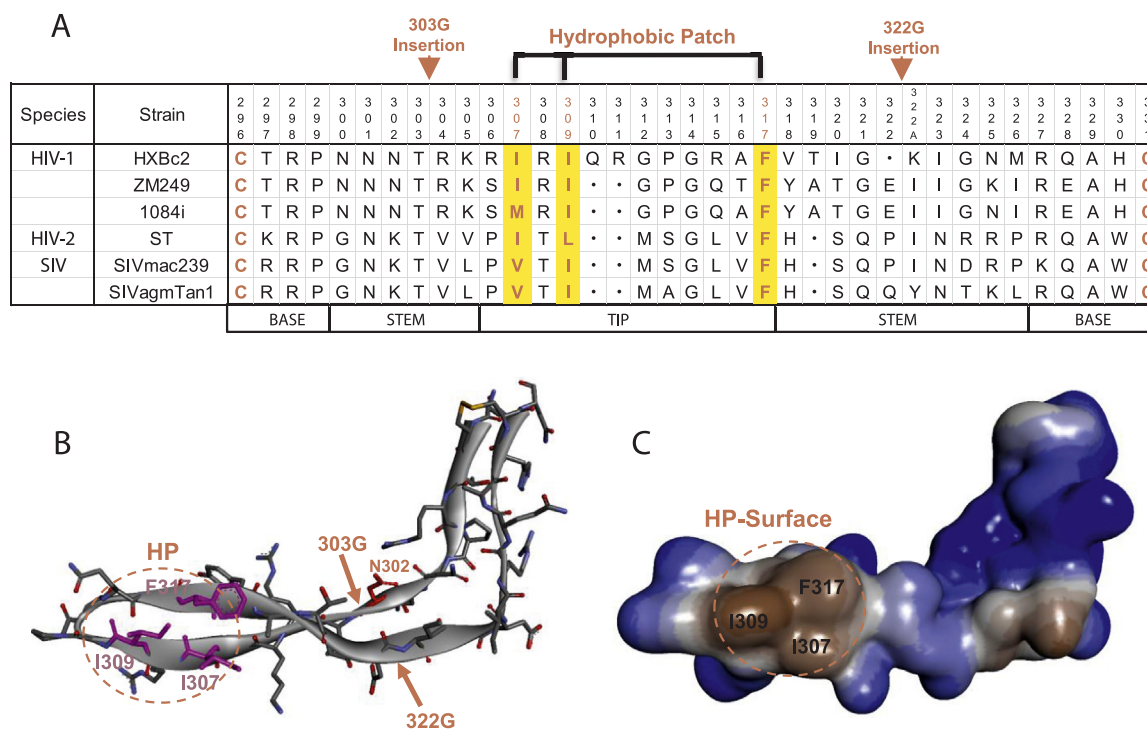 A
303G
Insertion
Hydrophobic Patch
322G
Insertion
Species Strain 296 297 298 299 300 301 302 303 304 305 306 307 308 309 310 311 312 313 314 315 316 317 318 319 320 321 322 322A 323 324 325 326 327 328 329 330
HIV-1 HXBc2 C T R P N N N T R K R I R I Q R G P G R A F V T I G · K I G N M R Q A H C
ZM249 C T R P N N N T R K S I R I · · G P G Q T F Y A T G E I I G K I R E A H C
1084i C T R P N N N T R K S M R I · · G P G Q A F Y A T G E I I G N I R E A H C
HIV-2 ST C K R P G N K T V V P I T L · · M S G L V F H · S Q P I N R R P R Q A W C
SIV SIVmac239 C R R P G N K T V L P V T I · · M S G L V F H · S Q P I N D R P K Q A W C
SIVagmTan1 C R R P G N K T V L P V T I · · M A G L V F H · S Q Q Y N T K L R Q A W C
BASE STEM TIP STEM BASE
B
HP
303G
N302
F317
I309
I307
322G
C
HP-Surface
F317
I309
I307